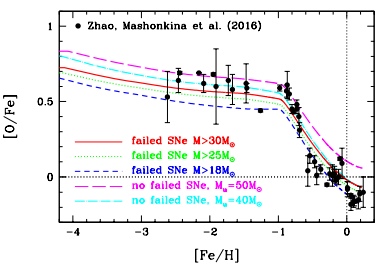 Zhao, Mashonkina et al. (2016)
1
0.5
0
[O/Fe]
failed SNe M>30M⊙
failed SNe M>25M⊙
failed SNe M>18M⊙
no failed SNe, Mu=50M⊙
no failed SNe, Mu=40M⊙
−4 −3 −2 −1 0
[Fe/H]